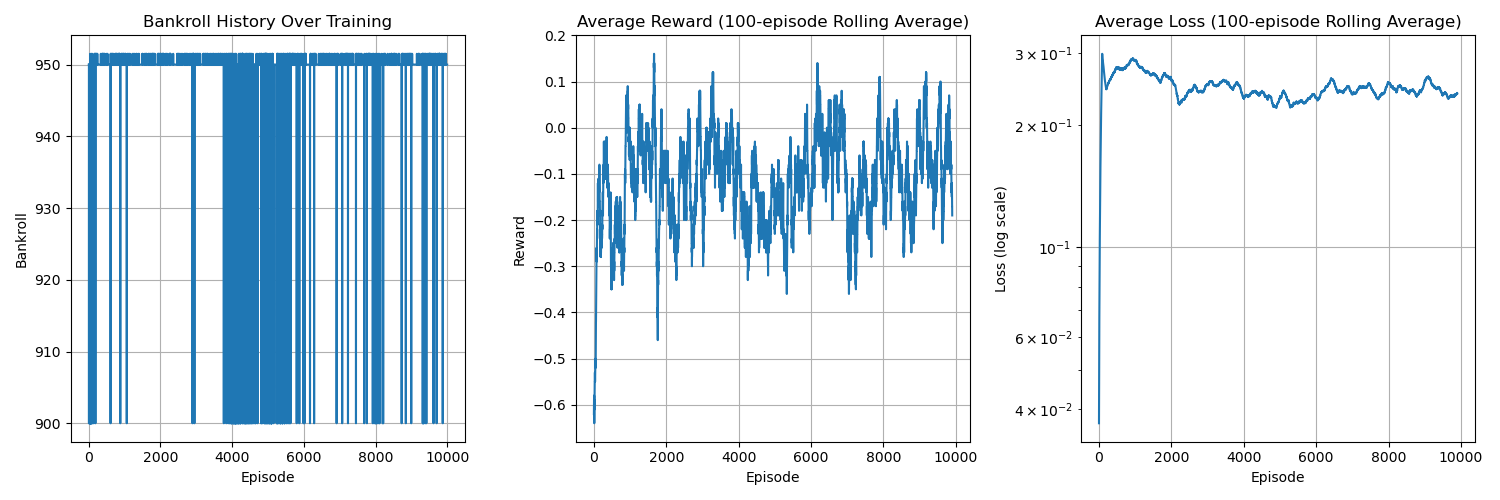 Bankroll History Over Training
950
940
930
920
910
900
Bankroll
0 2000 4000 6000 8000 10000
Episode
Average Reward (100-episode Rolling Average)
0.2
0.1
0.0
−0.1
−0.2
−0.3
−0.4
−0.5
−0.6
Reward
0 2000 4000 6000 8000 10000
Episode
Average Loss (100-episode Rolling Average)
3 × 10⁻¹
2 × 10⁻¹
10⁻¹
6 × 10⁻²
4 × 10⁻²
Loss (log scale)
0 2000 4000 6000 8000 10000
Episode